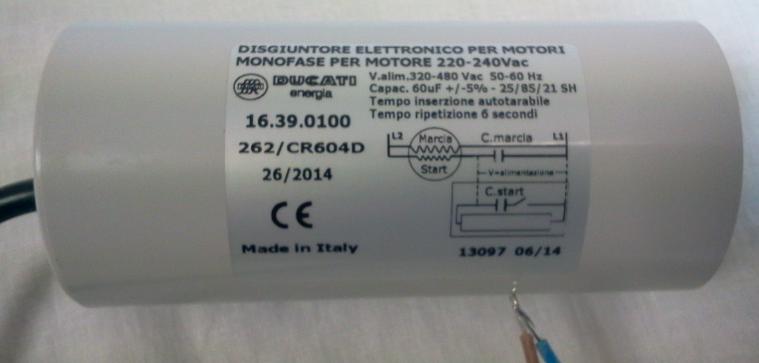 DISGIUNTORE ELETTRONICO PER MOTORI
MONOFASE PER MOTORE 220-240Vac
DUCATI
energia
V.alim.320-480 Vac 50-60 Hz
Capac. 60uF +/-5% - 25/85/21 SH
Tempo inserzione autotarabile
Tempo ripetizione 6 secondi
16.39.0100
262/CR604D
26/2014
CE
Made in Italy
L2 Marcia C.marcia L1
Start
V=alimentazione
C.start
13097 06/14